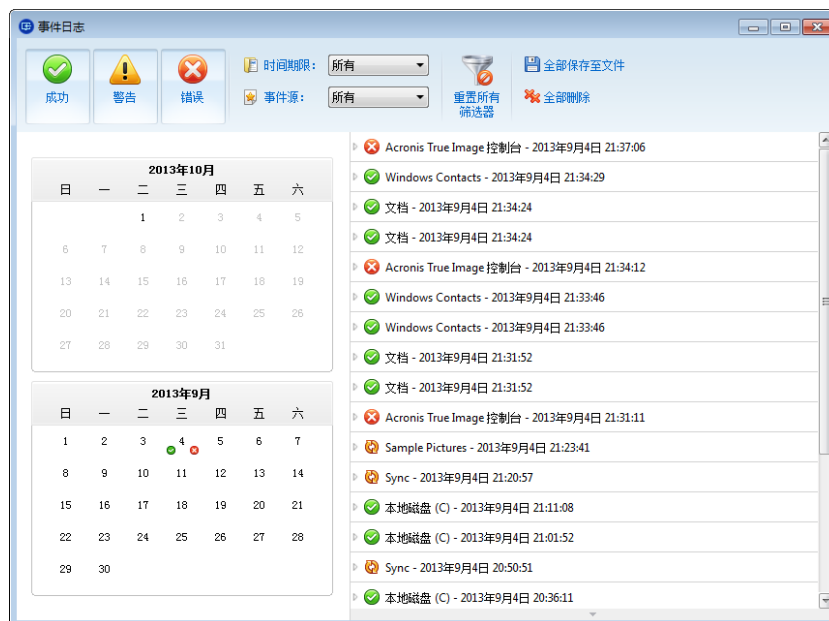 事件日志
成功
警告
错误
时间期限：
所有
事件源：
所有
重置所有
筛选器
全部保存至文件
全部删除
2013年10月
日 一 二 三 四 五 六
1 2 3 4 5
6 7 8 9 10 11 12
13 14 15 16 17 18 19
20 21 22 23 24 25 26
27 28 29 30 31
2013年9月
日 一 二 三 四 五 六
1 2 3 4 5 6 7
8 9 10 11 12 13 14
15 16 17 18 19 20 21
22 23 24 25 26 27 28
29 30
Acronis True Image 控制台 - 2013年9月4日 21:37:06
Windows Contacts - 2013年9月4日 21:34:29
文档 - 2013年9月4日 21:34:24
文档 - 2013年9月4日 21:34:24
Acronis True Image 控制台 - 2013年9月4日 21:34:12
Windows Contacts - 2013年9月4日 21:33:46
Windows Contacts - 2013年9月4日 21:33:46
文档 - 2013年9月4日 21:31:52
文档 - 2013年9月4日 21:31:52
Acronis True Image 控制台 - 2013年9月4日 21:31:11
Sample Pictures - 2013年9月4日 21:23:41
Sync - 2013年9月4日 21:20:57
本地磁盘 (C) - 2013年9月4日 21:11:08
本地磁盘 (C) - 2013年9月4日 21:01:52
Sync - 2013年9月4日 20:50:51
本地磁盘 (C) - 2013年9月4日 20:36:11